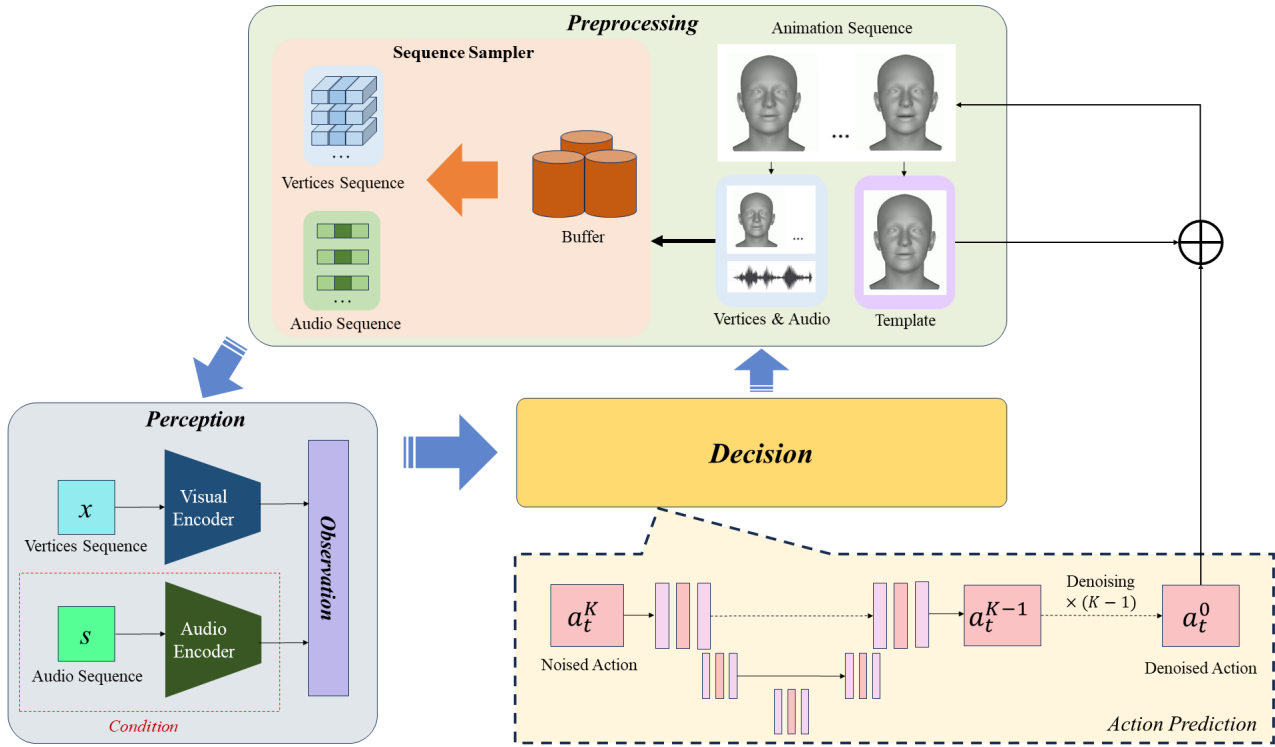 Preprocessing
Sequence Sampler
Animation Sequence
...
Vertices Sequence
...
Buffer
...
Audio Sequence
...
Vertices & Audio
Template
Perception
x
Visual
Encoder
Vertices Sequence
s
Audio
Encoder
Audio Sequence
Condition
Observation
Decision
a_t^K
Noised Action
a_t^{K-1}
Denoising
× (K − 1)
a_t^0
Denoised Action
Action Prediction